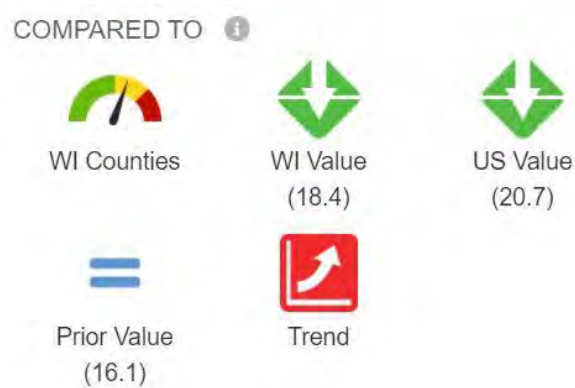 COMPARED TO
WI Counties
WI Value
(18.4)
US Value
(20.7)
Prior Value
(16.1)
Trend